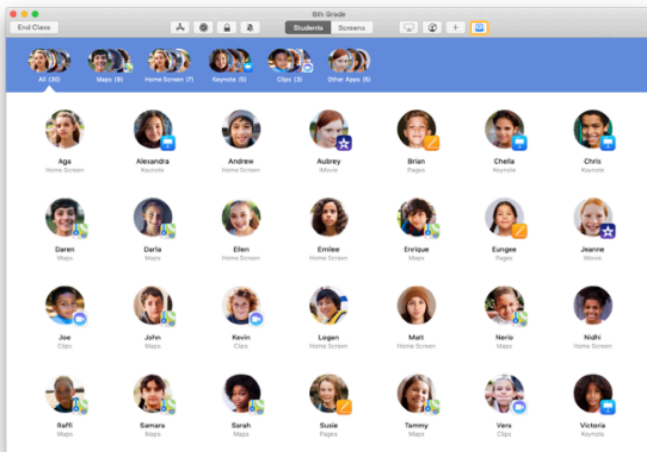 6th Grade
End Class
Students Screens
All (30) Maps (9) Home Screen (7) Keynote (5) Clips (3) Other Apps (6)
Aga Alexandra Andrew Aubrey Brian Chella Chris
Home Screen Keynote Home Screen iMovie Pages Keynote Keynote
Daren Darla Ellen Emilee Enrique Eungee Jeanne
Maps Maps Home Screen Home Screen Maps Pages iMovie
Joe John Kevin Logan Matt Nerio Nidhi
Clips Maps Clips Home Screen Home Screen Maps Home Screen
Raffi Samara Sarah Susie Tammy Vera Victoria
Maps Maps Maps Pages Maps Clips Keynote